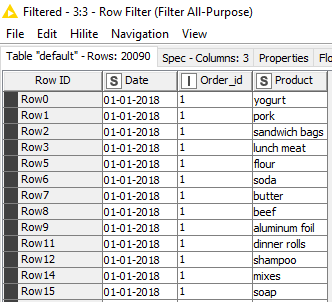 Filtered - 3:3 - Row Filter (Filter All-Purpose)
File Edit Hilite Navigation View
Table "default" - Rows: 20090 Spec - Columns: 3 Properties Flo
Row ID S Date I Order_id S Product
Row0 01-01-2018 1 yogurt
Row1 01-01-2018 1 pork
Row2 01-01-2018 1 sandwich bags
Row3 01-01-2018 1 lunch meat
Row5 01-01-2018 1 flour
Row6 01-01-2018 1 soda
Row7 01-01-2018 1 butter
Row8 01-01-2018 1 beef
Row9 01-01-2018 1 aluminum foil
Row11 01-01-2018 1 dinner rolls
Row12 01-01-2018 1 shampoo
Row14 01-01-2018 1 mixes
Row15 01-01-2018 1 soap